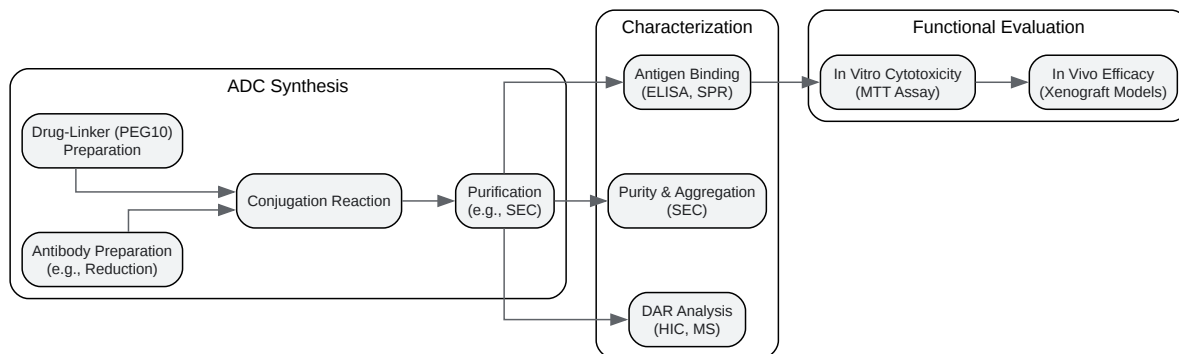 ADC Synthesis
Drug-Linker (PEG10)
Preparation
Antibody Preparation
(e.g., Reduction)
Conjugation Reaction
Purification
(e.g., SEC)
Characterization
Antigen Binding
(ELISA, SPR)
Purity & Aggregation
(SEC)
DAR Analysis
(HIC, MS)
Functional Evaluation
In Vitro Cytotoxicity
(MTT Assay)
In Vivo Efficacy
(Xenograft Models)